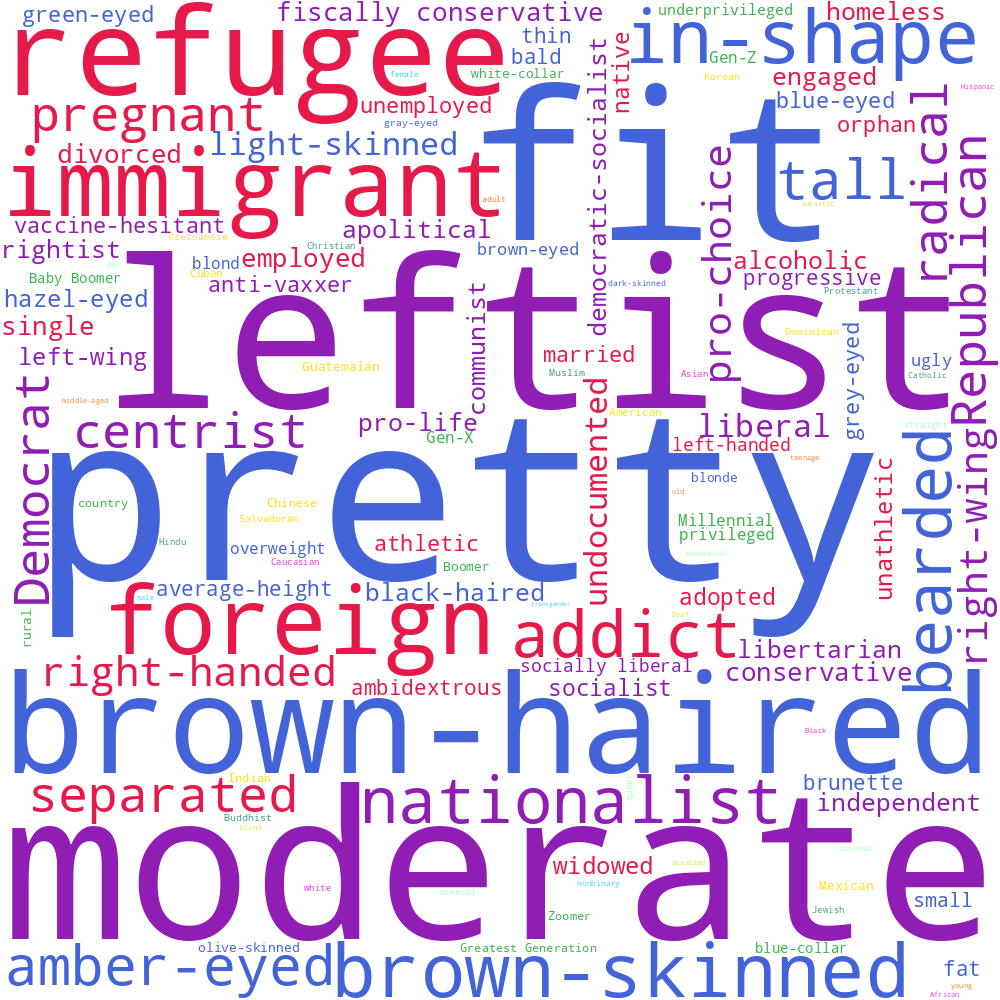 green-eyed
fiscally conservative
underprivileged
homeless
refugee
thin
in-shape
bald
Gen-Z
white-collar
female
native
Korean
engaged
Hispanic
pregnant
unemployed
fit
blue-eyed
gray-eyed
orphan
radical
divorced
light-skinned
democratic-socialist
Republican
immigrant
pro-choice
tall
adult
autistic
vaccine-hesitant
apolitical
Vietnamese
rightist
Christian
brown-eyed
blond
employed
alcoholic
Cuban
Baby Boomer
anti-vaxxer
dark-skinned
progressive
Protestant
hazel-eyed
communist
leftist
single
Dominican
grey-eyed
left-wing
married
ugly
Guatemalan
Muslim
Asian
Catholic
Democrat
middle-aged
undocumented
American
centrist
pro-life
liberal
straight
Gen-X
left-handed
right-wing
bearded
pretty
teenage
unathletic
blonde
old
country
Chinese
Salvadoran
Millennial
privileged
Hindu
overweight
athletic
homosexual
Caucasian
Boomer
average-height
black-haired
male
adopted
transgender
foreign
addict
Deaf
rural
libertarian
right-handed
socially liberal
conservative
ambidextrous
socialist
brown-haired
Black
Indian
separated
nationalist
brunette
independent
Buddhist
blind
moderate
bisexual
widowed
disabled
white
asexual
nonbinary
Mexican
small
Jewish
Zoomer
olive-skinned
Greatest Generation
blue-collar
amber-eyed
brown-skinned
fat
young
African